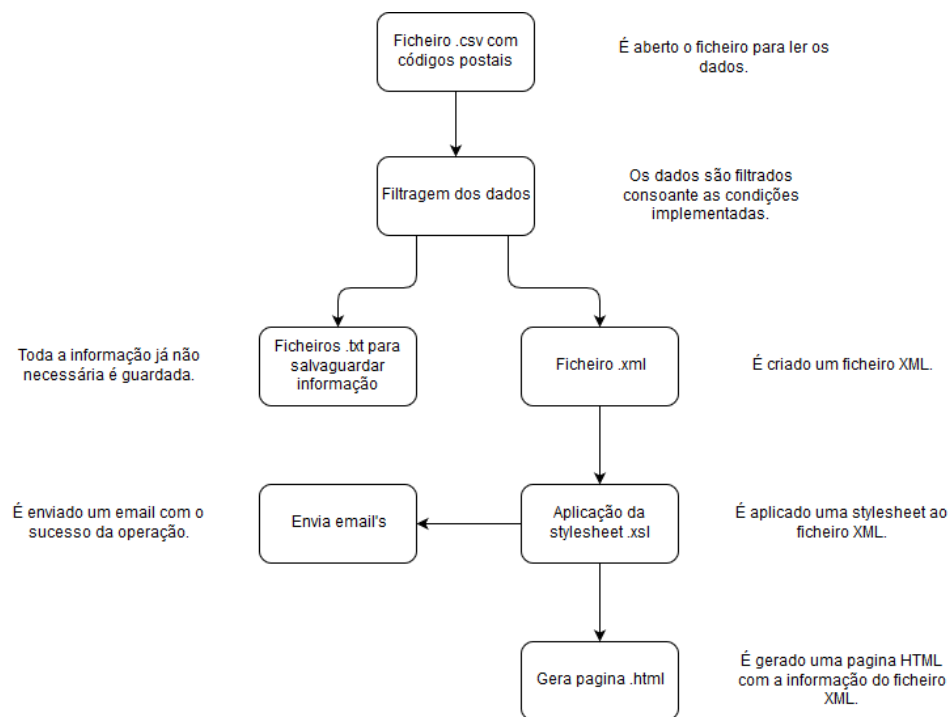 Ficheiro .csv com
códigos postais
É aberto o ficheiro para ler os
dados.
Filtragem dos dados
Os dados são filtrados
consoante as condições
implementadas.
Toda a informação já não
necessária é guardada.
Ficheiros .txt para
salvaguardar
informação
Ficheiro .xml
É criado um ficheiro XML.
É enviado um email com o
sucesso da operação.
Envia email's
Aplicação da
stylesheet .xsl
É aplicado uma stylesheet ao
ficheiro XML.
Gera pagina .html
É gerado uma pagina HTML
com a informação do ficheiro
XML.